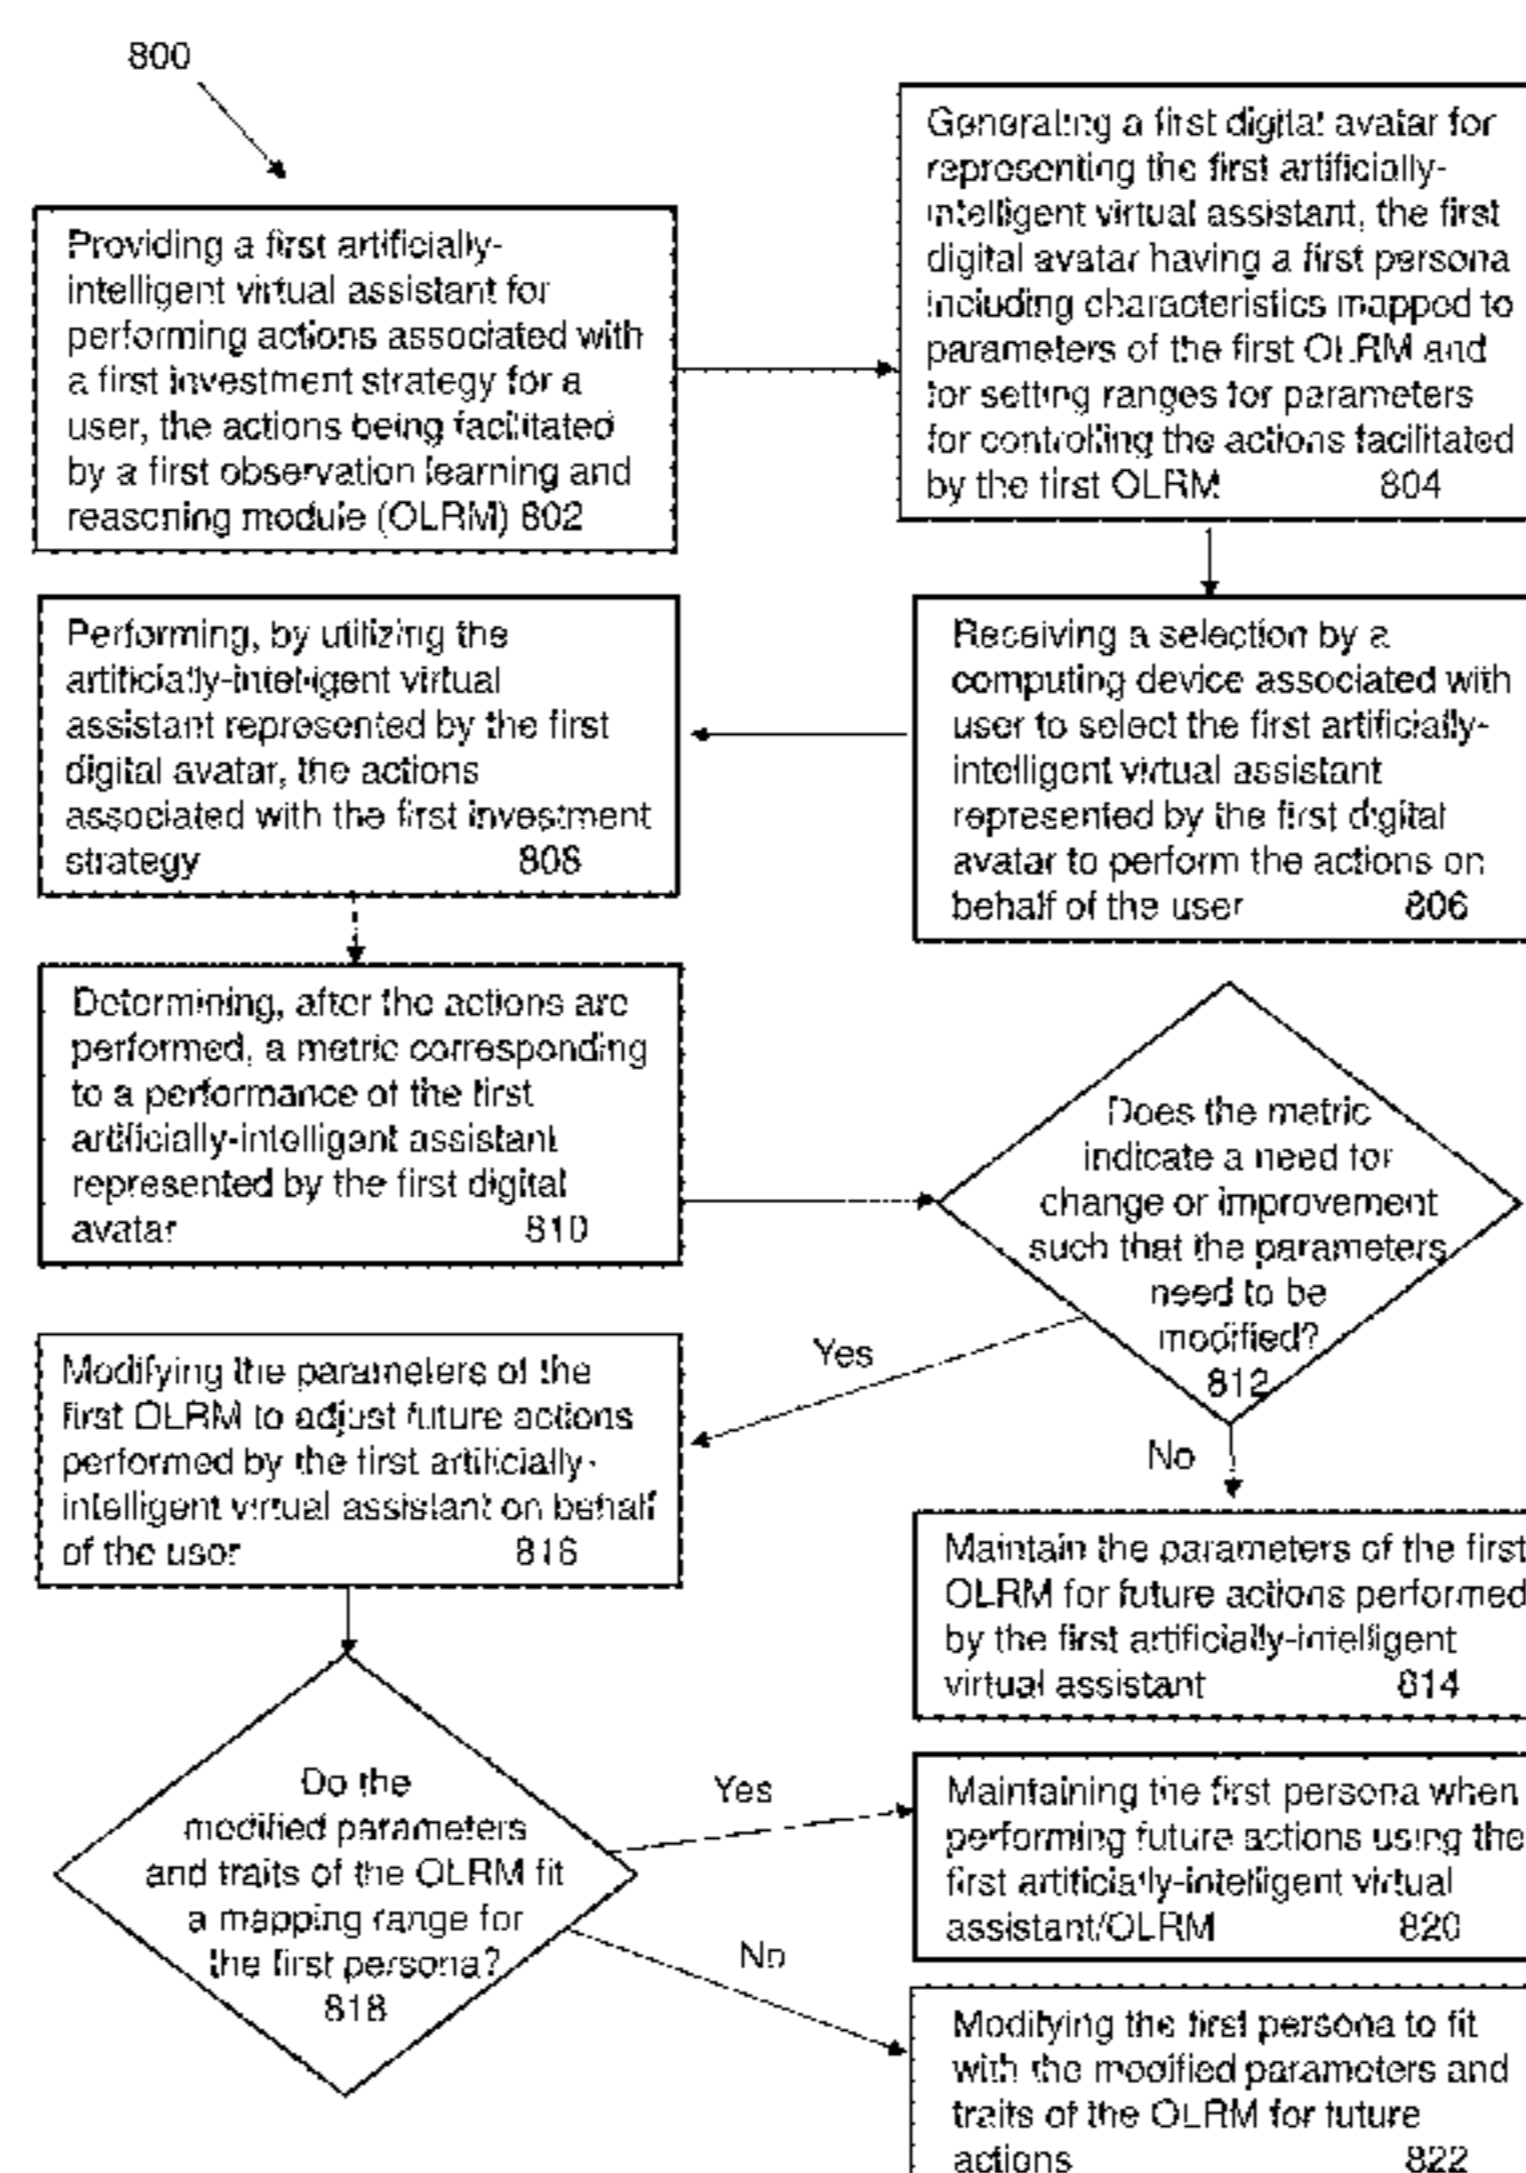 800
Providing a first artificially-
intelligent virtual assistant for
performing actions associated with
a first investment strategy for a
user, the actions being facilitated
by a first observation learning and
reasoning module (OLRM) 802
Generating a first digital avatar for
representing the first artificially-
intelligent virtual assistant, the first
digital avatar having a first persona
including characteristics mapped to
parameters of the first OLRM and
for setting ranges for parameters
for controlling the actions facilitated
by the first OLRM 804
Receiving a selection by a
computing device associated with
user to select the first artificially-
intelligent virtual assistant
represented by the first digital
avatar to perform the actions on
behalf of the user 806
Performing, by utilizing the
artificially-intelligent virtual
assistant represented by the first
digital avatar, the actions
associated with the first investment
strategy 808
Determining, after the actions are
performed, a metric corresponding
to a performance of the first
artificially-intelligent assistant
represented by the first digital
avatar 810
Does the metric
indicate a need for
change or improvement
such that the parameters
need to be
modified?
812
Yes
No
Modifying the parameters of the
first OLRM to adjust future actions
performed by the first artificially-
intelligent virtual assistant on behalf
of the user 816
Maintain the parameters of the first
OLRM for future actions performed
by the first artificially-intelligent
virtual assistant 814
Do the
modified parameters
and traits of the OLRM fit
a mapping range for
the first persona?
818
Yes
No
Maintaining the first persona when
performing future actions using the
first artificially-intelligent virtual
assistant/OLRM 820
Modifying the first persona to fit
with the modified parameters and
traits of the OLRM for future
actions 822